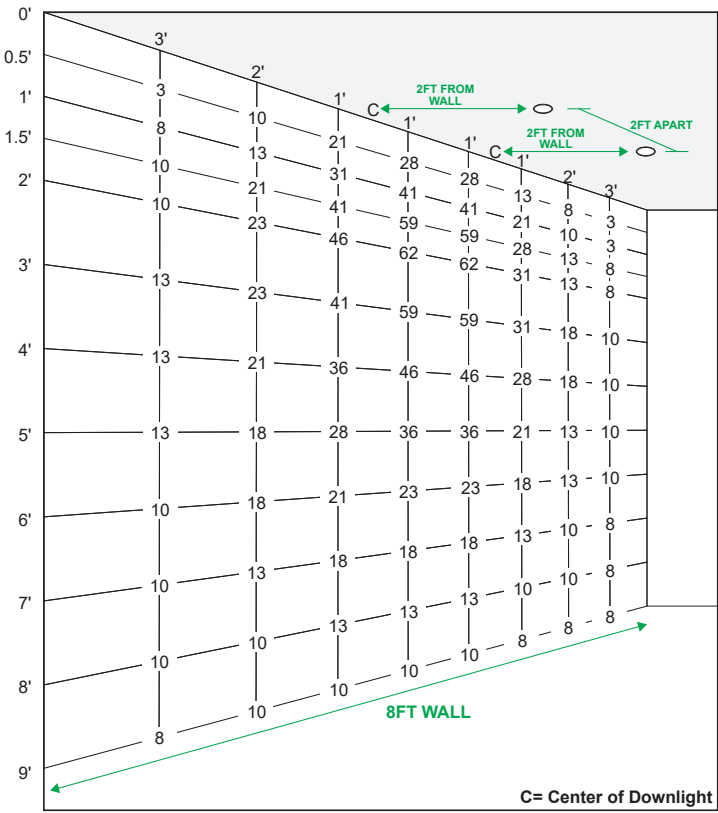 0'
3' 2' 1' 1' 1' 1' 2' 3'
C
2FT FROM
WALL
C
2FT FROM
WALL
2FT APART
0.5' 3 10 21 28 28 13 8 3
1' 8 13 31 41 41 21 10 3
1.5' 10 21 41 59 59 28 13 8
2' 10 23 46 62 62 31 13 8
3' 13 23 41 59 59 31 18 10
4' 13 21 36 46 46 28 18 10
5' 13 18 28 36 36 21 13 10
6' 10 18 21 23 23 18 13 10
7' 10 13 18 18 18 13 10 8
8' 10 10 13 13 13 10 10 8
9' 8 10 10 10 10 8 8 8
8FT WALL
C= Center of Downlight